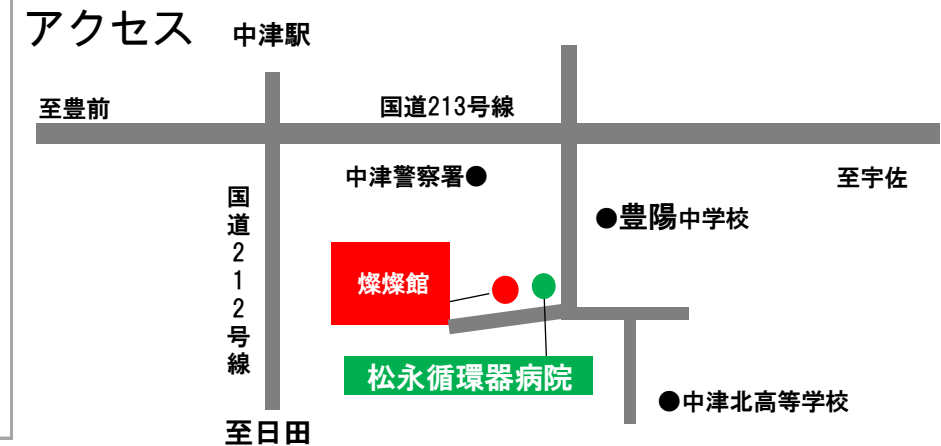 アクセス
中津駅
至豊前
国道213号線
中津警察署●
至宇佐
国道212号線
●豊陽中学校
燦燦館
松永循環器病院
●中津北高等学校
至日田